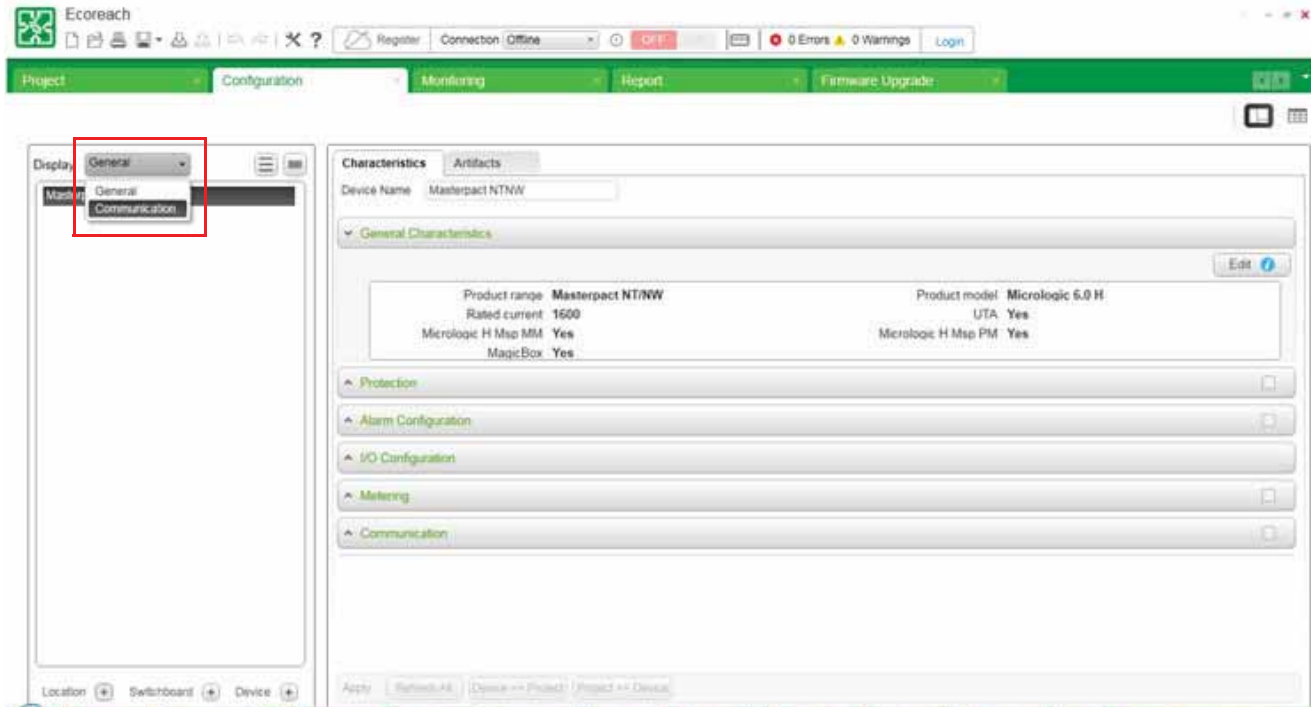 Ecoreach
? Register Connection Offline OFF 0 Errors 0 Warnings Login
Project Configuration Monitoring Report Firmware Upgrade
Display General
General
Communication
Characteristics Artifacts
Device Name Masterpact NTNW
General Characteristics
Edit i
Product range Masterpact NT/NW Product model Micrologic 6.0 H
Rated current 1600 UTA Yes
Micrologic H Msp MM Yes Micrologic H Msp PM Yes
MagicBox Yes
Protection
Alarm Configuration
I/O Configuration
Metering
Communication
Location + Switchboard + Device +
Apply Refresh All Device >> Project Project >> Device